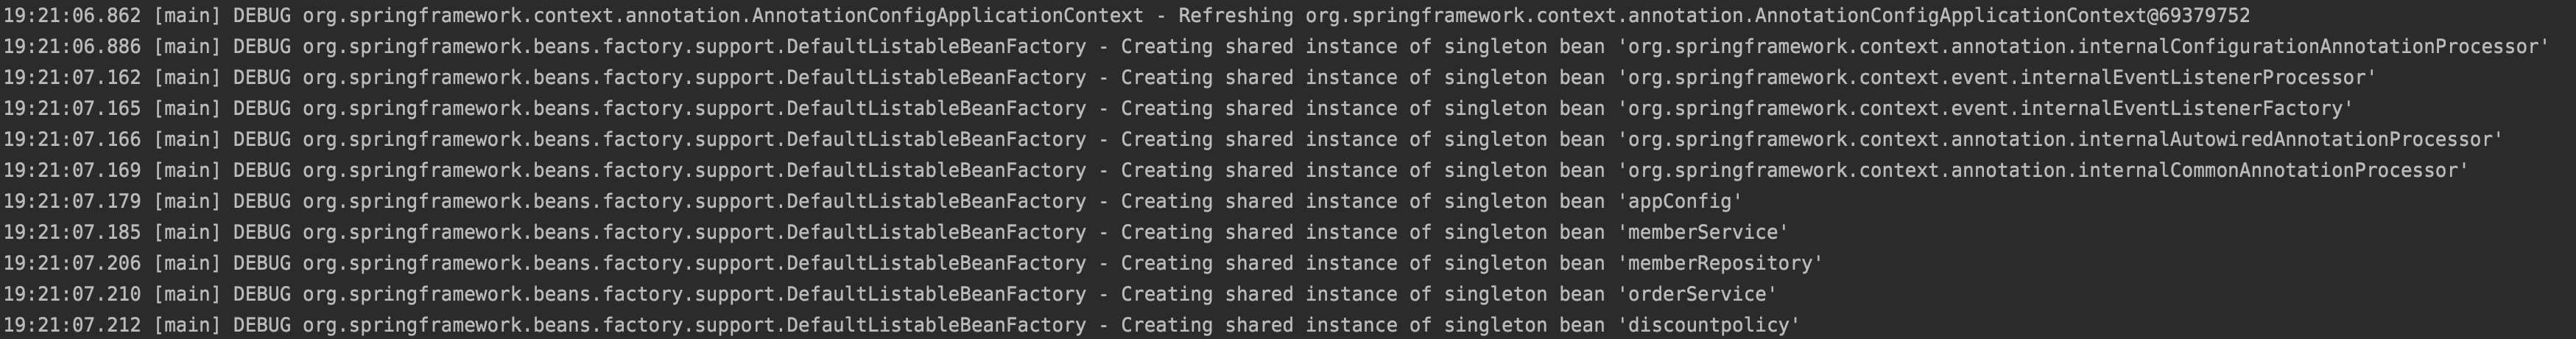 19:21:06.862 [main] DEBUG org.springframework.context.annotation.AnnotationConfigApplicationContext - Refreshing org.springframework.context.annotation.AnnotationConfigApplicationContext@69379752
19:21:06.886 [main] DEBUG org.springframework.beans.factory.support.DefaultListableBeanFactory - Creating shared instance of singleton bean 'org.springframework.context.annotation.internalConfigurationAnnotationProcessor'
19:21:07.162 [main] DEBUG org.springframework.beans.factory.support.DefaultListableBeanFactory - Creating shared instance of singleton bean 'org.springframework.context.event.internalEventListenerProcessor'
19:21:07.165 [main] DEBUG org.springframework.beans.factory.support.DefaultListableBeanFactory - Creating shared instance of singleton bean 'org.springframework.context.event.internalEventListenerFactory'
19:21:07.166 [main] DEBUG org.springframework.beans.factory.support.DefaultListableBeanFactory - Creating shared instance of singleton bean 'org.springframework.context.annotation.internalAutowiredAnnotationProcessor'
19:21:07.169 [main] DEBUG org.springframework.beans.factory.support.DefaultListableBeanFactory - Creating shared instance of singleton bean 'org.springframework.context.annotation.internalCommonAnnotationProcessor'
19:21:07.179 [main] DEBUG org.springframework.beans.factory.support.DefaultListableBeanFactory - Creating shared instance of singleton bean 'appConfig'
19:21:07.185 [main] DEBUG org.springframework.beans.factory.support.DefaultListableBeanFactory - Creating shared instance of singleton bean 'memberService'
19:21:07.206 [main] DEBUG org.springframework.beans.factory.support.DefaultListableBeanFactory - Creating shared instance of singleton bean 'memberRepository'
19:21:07.210 [main] DEBUG org.springframework.beans.factory.support.DefaultListableBeanFactory - Creating shared instance of singleton bean 'orderService'
19:21:07.212 [main] DEBUG org.springframework.beans.factory.support.DefaultListableBeanFactory - Creating shared instance of singleton bean 'discountpolicy'